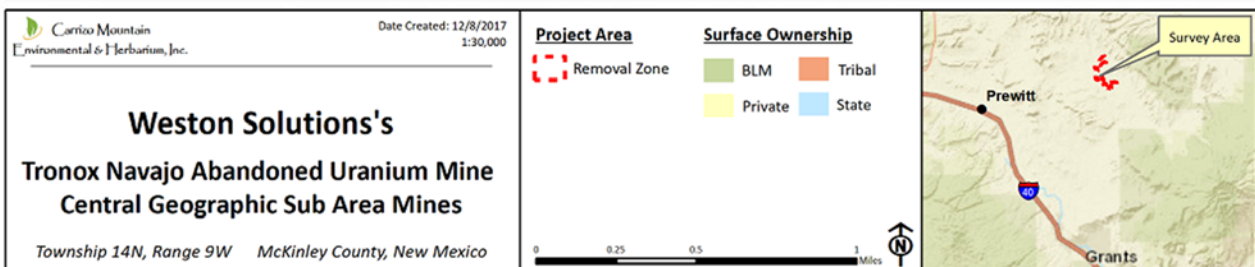 Carrizo Mountain
Environmental & Herbarium, Inc.
Date Created: 12/8/2017
1:30,000
Weston Solutions's
Tronox Navajo Abandoned Uranium Mine
Central Geographic Sub Area Mines
Township 14N, Range 9W McKinley County, New Mexico
Project Area
Removal Zone
Surface Ownership
BLM
Tribal
Private
State
0 0.25 0.5 1
Miles
N
Survey Area
Prewitt
40
Grants